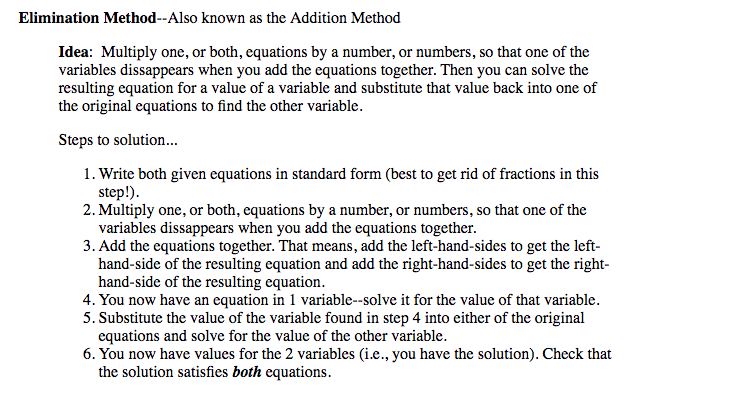 Elimination Method--Also known as the Addition Method
Idea: Multiply one, or both, equations by a number, or numbers, so that one of the
variables dissappears when you add the equations together. Then you can solve the
resulting equation for a value of a variable and substitute that value back into one of
the original equations to find the other variable.
Steps to solution...
1. Write both given equations in standard form (best to get rid of fractions in this
step!).
2. Multiply one, or both, equations by a number, or numbers, so that one of the
variables dissappears when you add the equations together.
3. Add the equations together. That means, add the left-hand-sides to get the left-
hand-side of the resulting equation and add the right-hand-sides to get the right-
hand-side of the resulting equation.
4. You now have an equation in 1 variable--solve it for the value of that variable.
5. Substitute the value of the variable found in step 4 into either of the original
equations and solve for the value of the other variable.
6. You now have values for the 2 variables (i.e., you have the solution). Check that
the solution satisfies both equations.